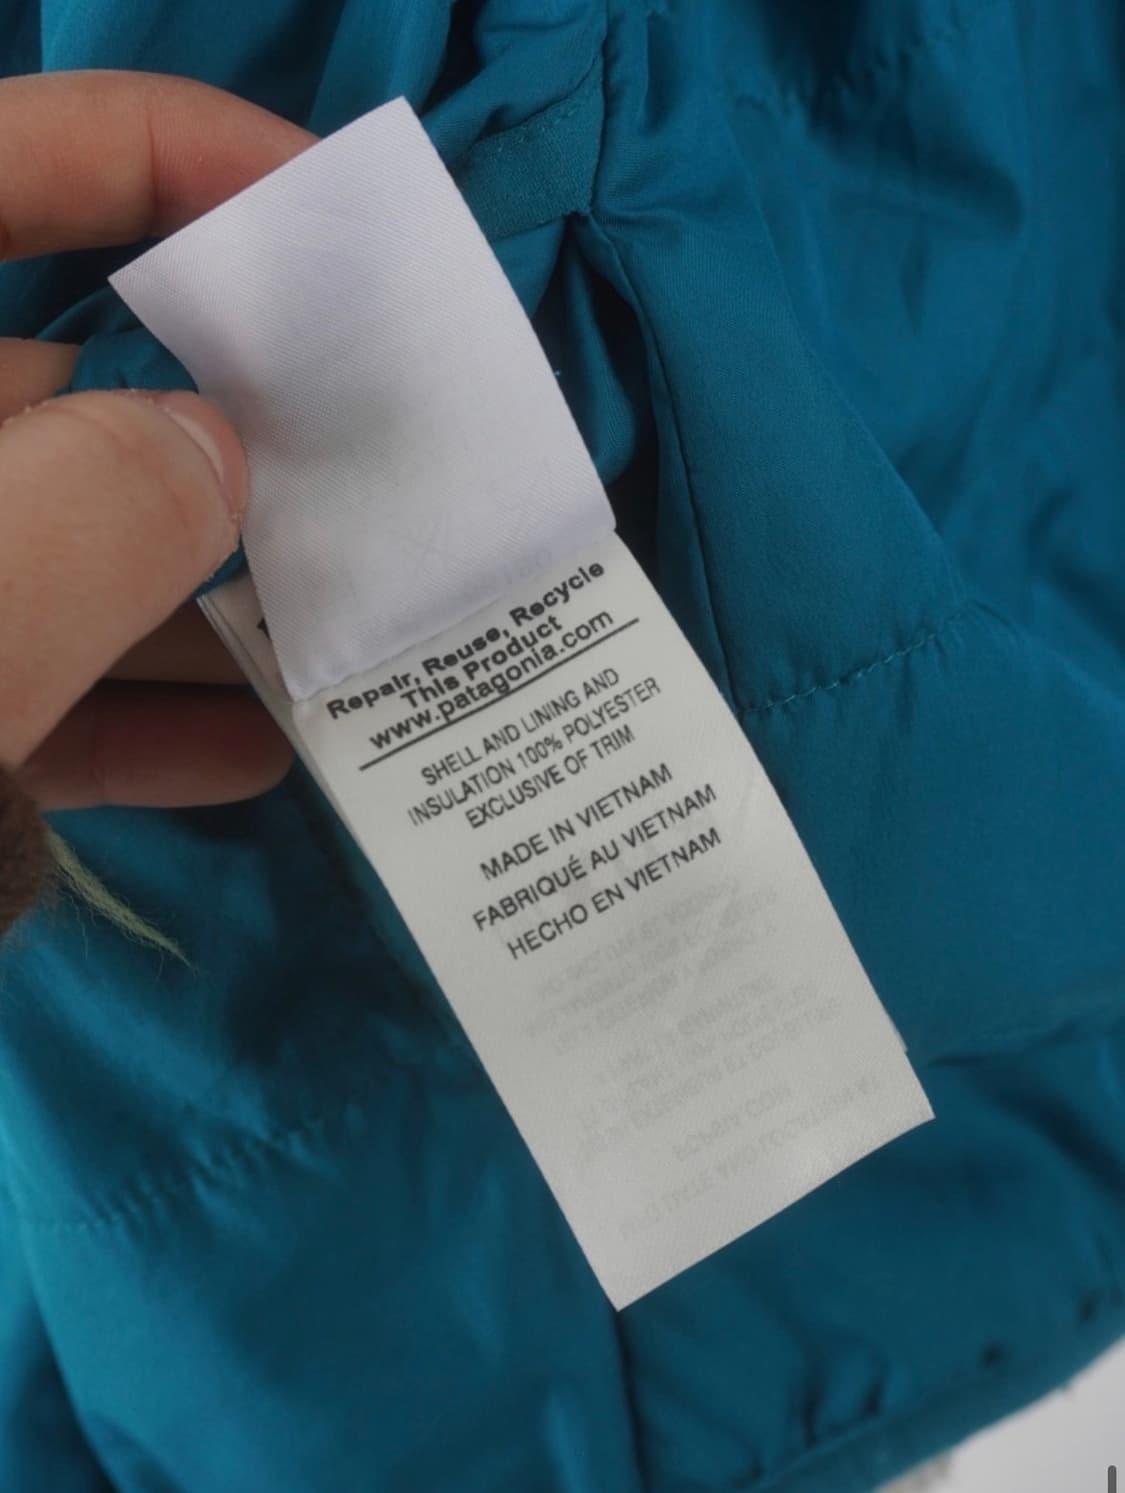 Repair, Reuse, Recycle
This Product
www.patagonia.com
SHELL AND LINING AND
INSULATION 100% POLYESTER
EXCLUSIVE OF TRIM
MADE IN VIETNAM
FABRIQUÉ AU VIETNAM
HECHO EN VIETNAM